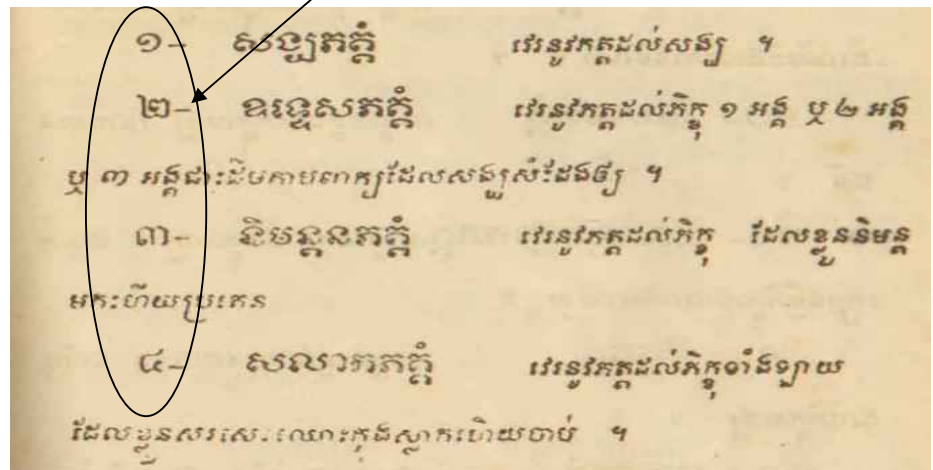 ១- សង្ឃភត្តំ វេរនូវភត្តដល់សង្ឃ ។
២- ឧទ្ទេសភត្តំ វេរនូវភត្តដល់ភិក្ខុ ១ អង្គ ឬ ២ អង្គ
ឬ ៣ អង្គជាដើមតាមពាក្យដែលសង្ឃសំដែងឲ្យ ។
៣- និមន្តនភត្តំ វេរនូវភត្តដល់ភិក្ខុ ដែលខ្លួននិមន្ត
មកហើយប្រគេន
៤- សលាកភត្តំ វេរនូវភត្តដល់ភិក្ខុទាំងឡាយ
ដែលខ្លួនសរសេរឈោះក្នុងស្លាកហើយចាប់ ។